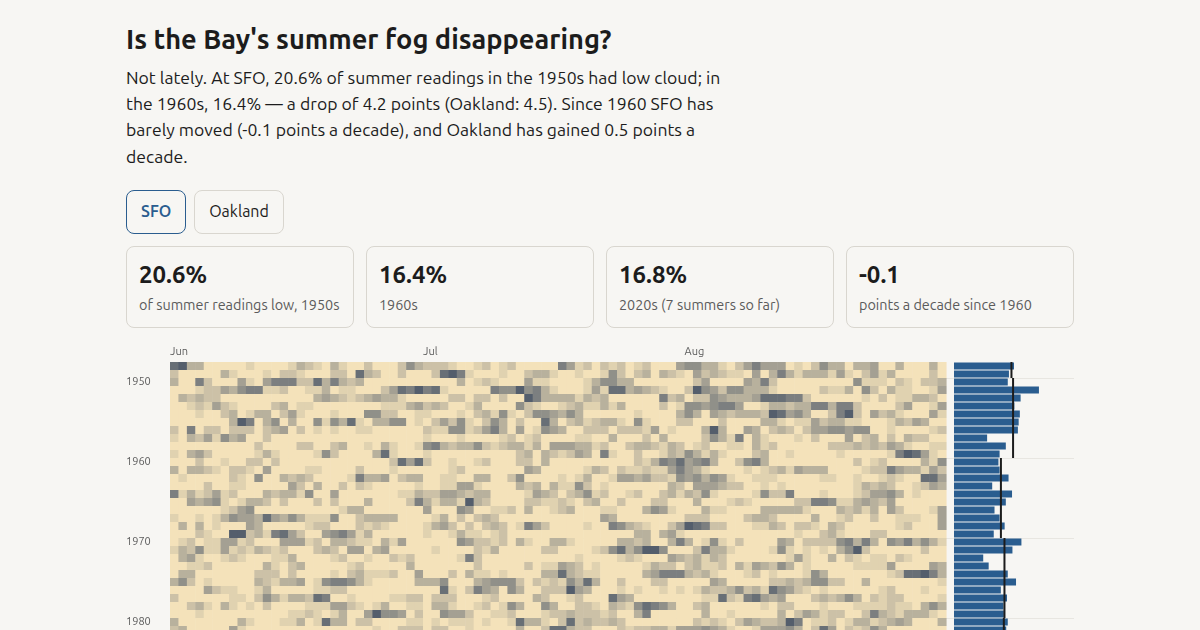 Is the Bay's summer fog disappearing?
Not lately. At SFO, 20.6% of summer readings in the 1950s had low cloud; in
the 1960s, 16.4% — a drop of 4.2 points (Oakland: 4.5). Since 1960 SFO has
barely moved (-0.1 points a decade), and Oakland has gained 0.5 points a
decade.
SFO Oakland
20.6% 16.4% 16.8% -0.1
of summer readings low, 1950s 1960s 2020s (7 summers so far) points a decade since 1960
Jun Jul Aug
1950
1960
1970
1980